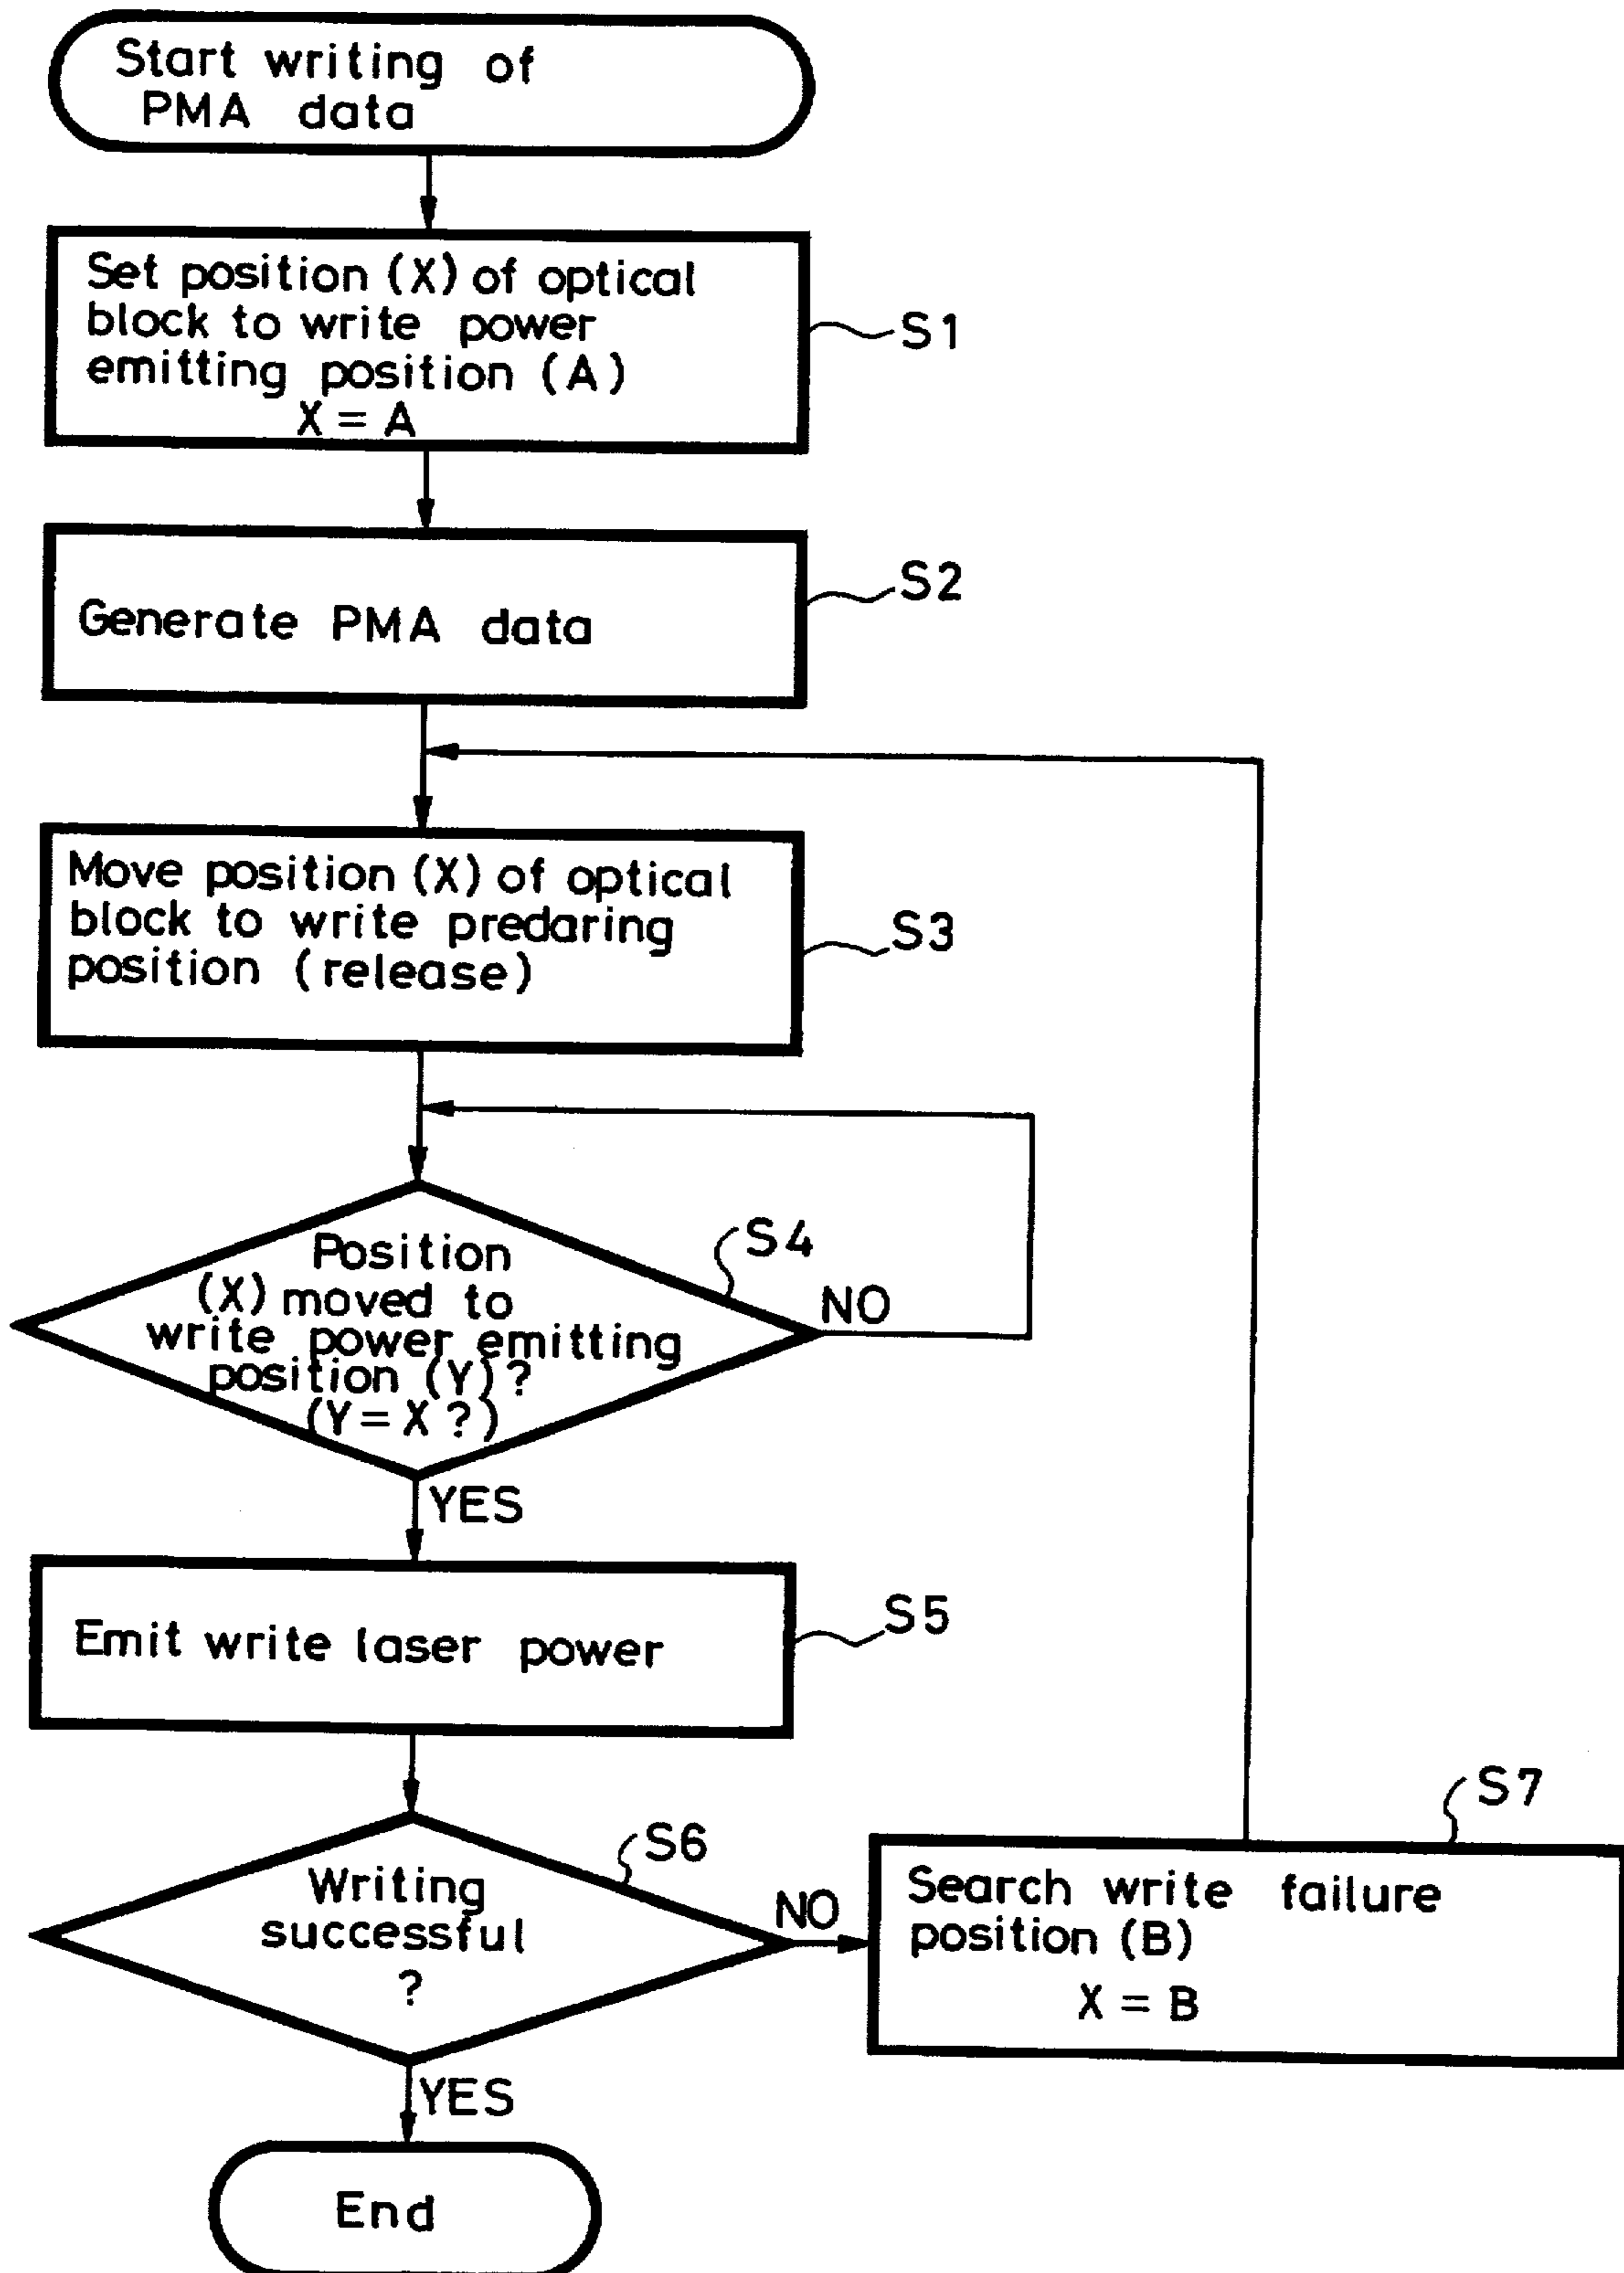 Start writing of
PMA data
Set position (X) of optical
block to write power
emitting position (A)
X = A
S1
Generate PMA data
S2
Move position (X) of optical
block to write predaring
position (release)
S3
Position
(X) moved to
write power emitting
position (Y)?
(Y = X ?)
S4
NO
YES
Emit write laser power
S5
Writing
successful
?
S6
NO
Search write failure
position (B)
X = B
S7
YES
End